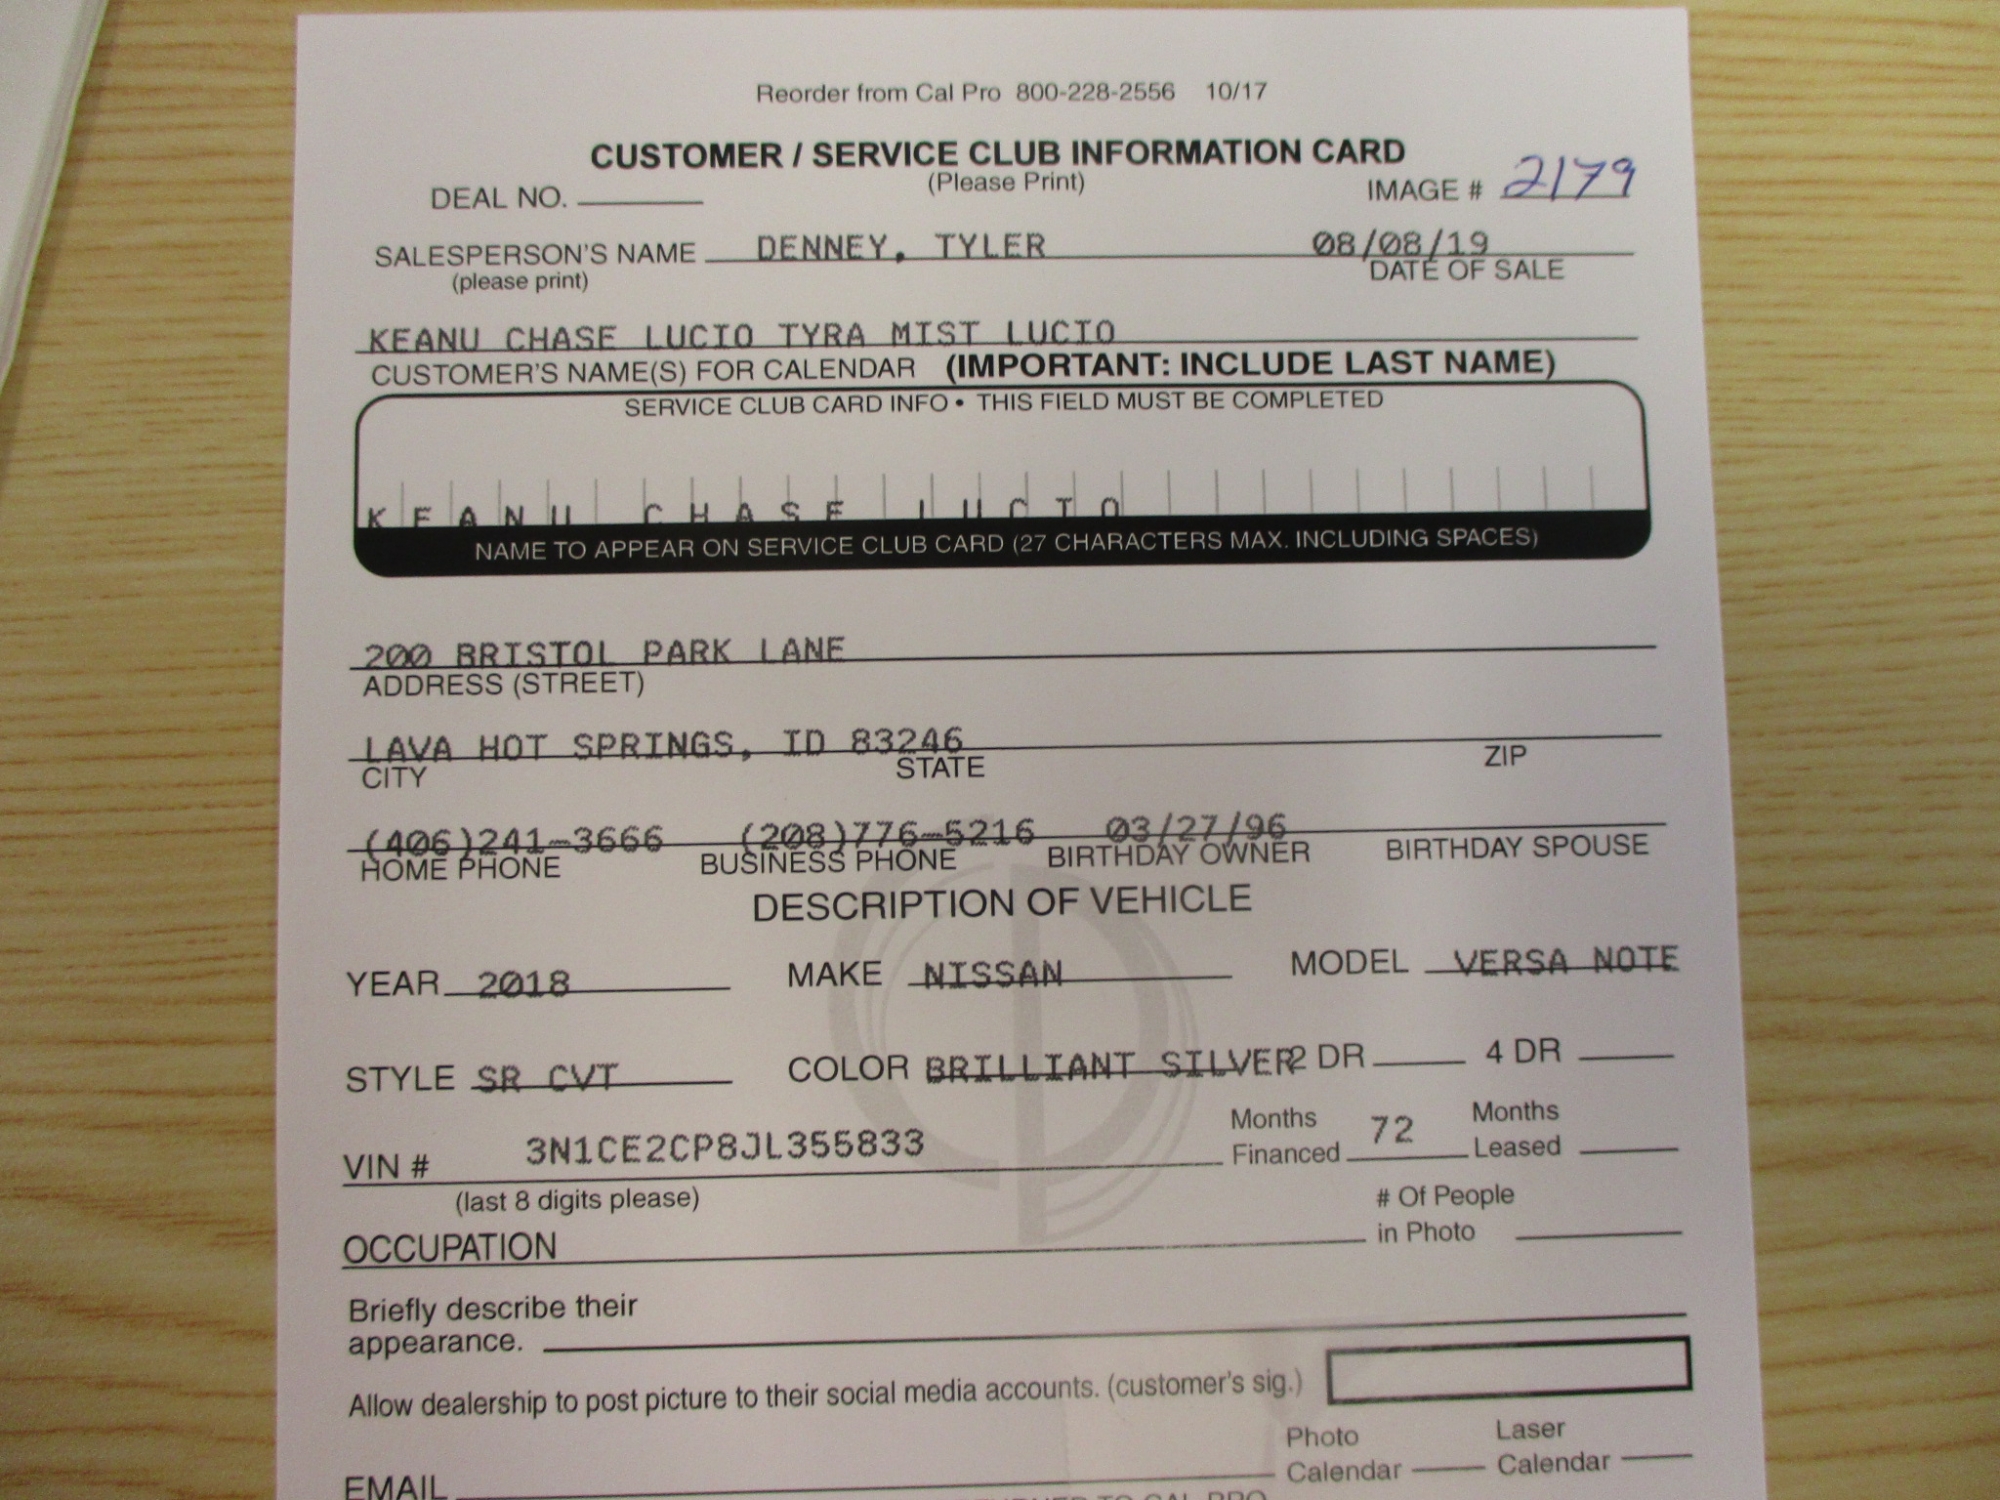 Reorder from Cal Pro 800-228-2556 10/17
CUSTOMER / SERVICE CLUB INFORMATION CARD
(Please Print)
DEAL NO. IMAGE # 2179
SALESPERSON'S NAME DENNEY, TYLER 08/08/19
(please print) DATE OF SALE
KEANU CHASE LUCIO TYRA MIST LUCIO
CUSTOMER'S NAME(S) FOR CALENDAR (IMPORTANT: INCLUDE LAST NAME)
SERVICE CLUB CARD INFO • THIS FIELD MUST BE COMPLETED
KEANU CHASE LUCIO
NAME TO APPEAR ON SERVICE CLUB CARD (27 CHARACTERS MAX. INCLUDING SPACES)
200 BRISTOL PARK LANE
ADDRESS (STREET)
LAVA HOT SPRINGS, ID 83246
CITY STATE ZIP
(406)241-3666 (208)776-5216 03/27/96
HOME PHONE BUSINESS PHONE BIRTHDAY OWNER BIRTHDAY SPOUSE
DESCRIPTION OF VEHICLE
YEAR 2018 MAKE NISSAN MODEL VERSA NOTE
STYLE SR CVT COLOR BRILLIANT SILVER 2 DR 4 DR
Months 72 Months
VIN # 3N1CE2CP8JL355833 Financed Leased
(last 8 digits please) # Of People
OCCUPATION in Photo
Briefly describe their
appearance.
Allow dealership to post picture to their social media accounts. (customer's sig.)
Photo Laser
EMAIL Calendar Calendar